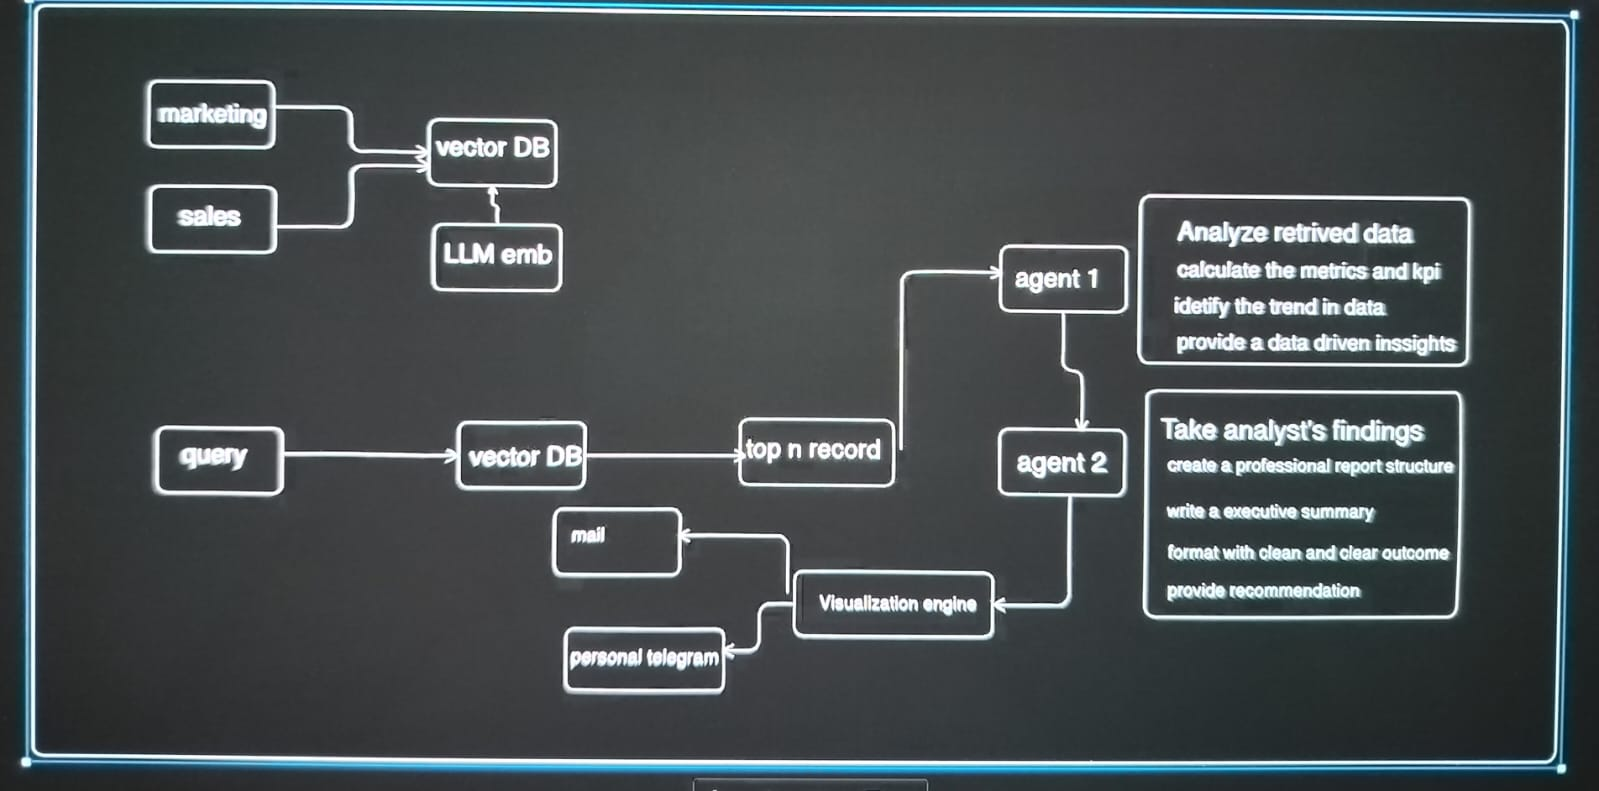 marketing
vector DB
sales
LLM emb
agent 1
Analyze retrived data
calculate the metrics and kpi
idetify the trend in data
provide a data driven inssights
query
vector DB
top n record
agent 2
Take analyst's findings
create a professional report structure
write a executive summary
format with clean and clear outcome
provide recommendation
mail
Visualization engine
personal telegram